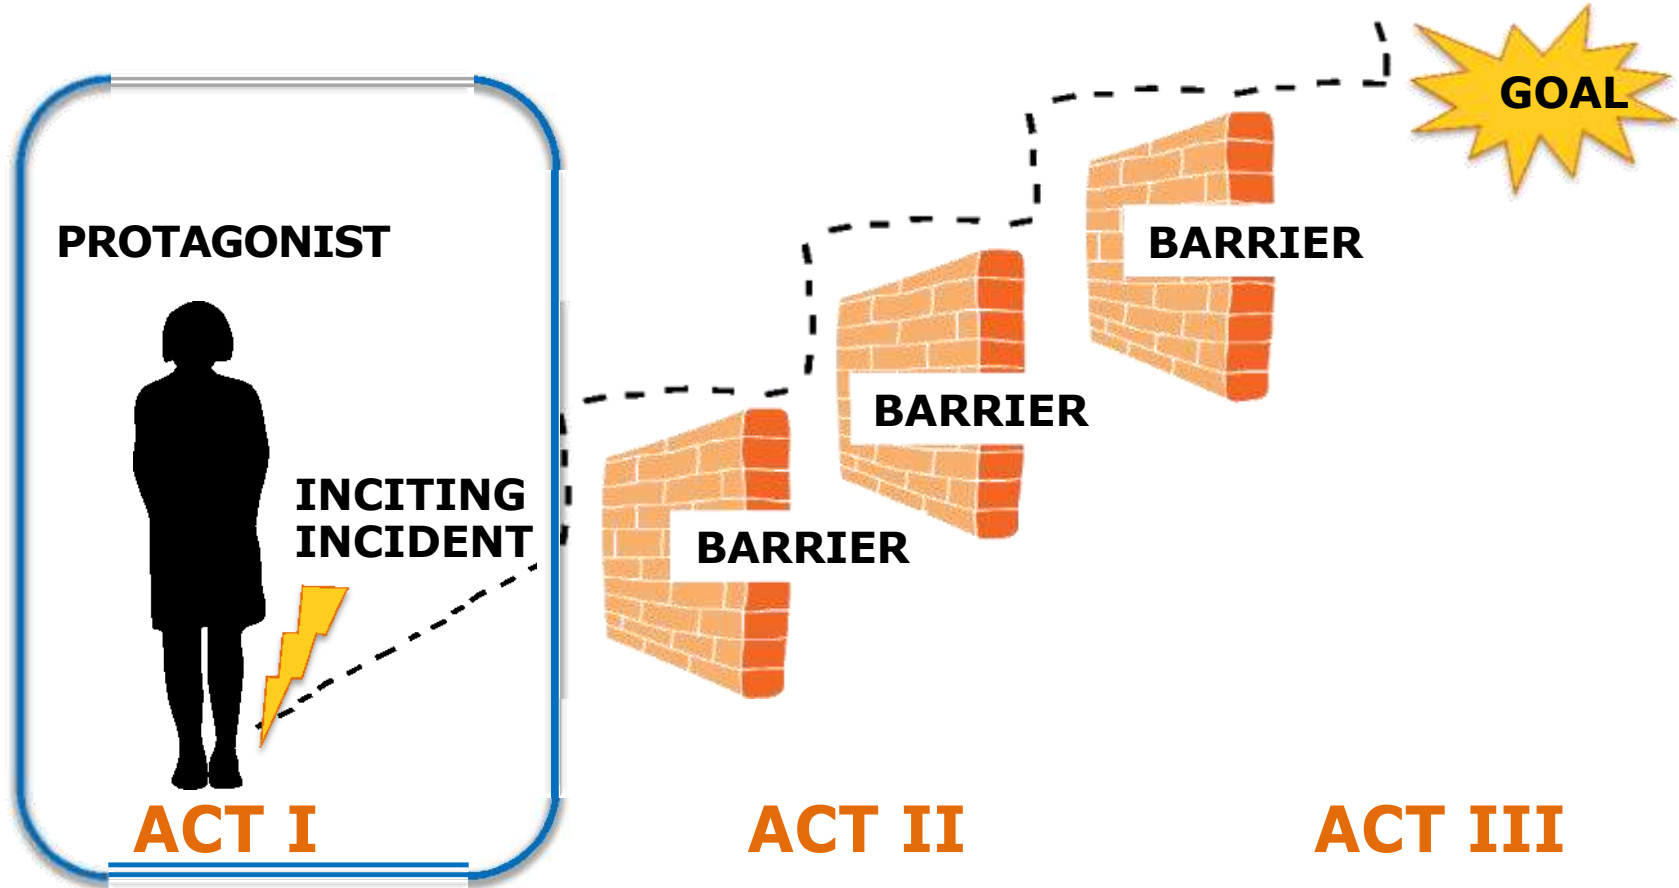 PROTAGONIST
INCITING
INCIDENT
BARRIER
BARRIER
BARRIER
GOAL
ACT I
ACT II
ACT III